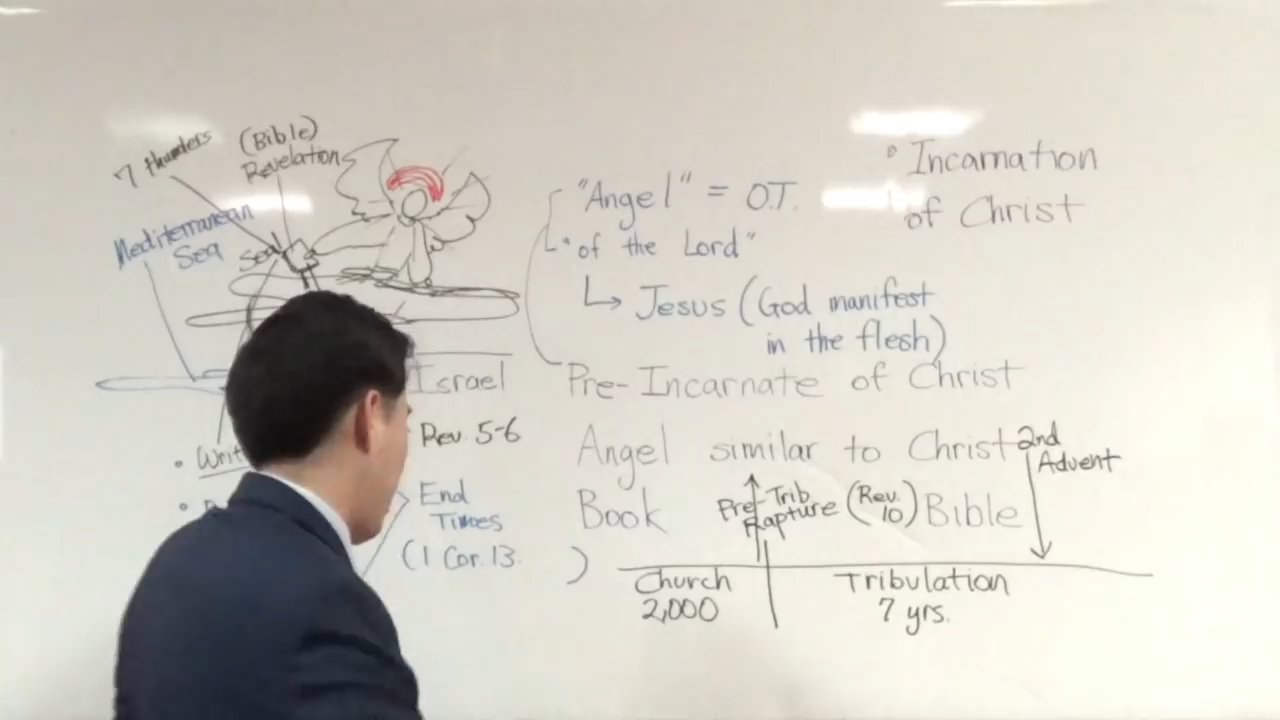 7 thunders
(Bible)
Revelation
Mediterranean
Sea
Sea
Israel
Rev. 5-6
• Writ
•
End
Times
(1 Cor. 13. )
"Angel" = O.T.
"of the Lord"
↳ Jesus (God manifest
in the flesh)
• Incarnation
of Christ
Pre-Incarnate of Christ
Angel similar to Christ
Book (Rev. 10) Bible
Pre-Trib
Rapture
2nd
Advent
Church
2,000
Tribulation
7 yrs.